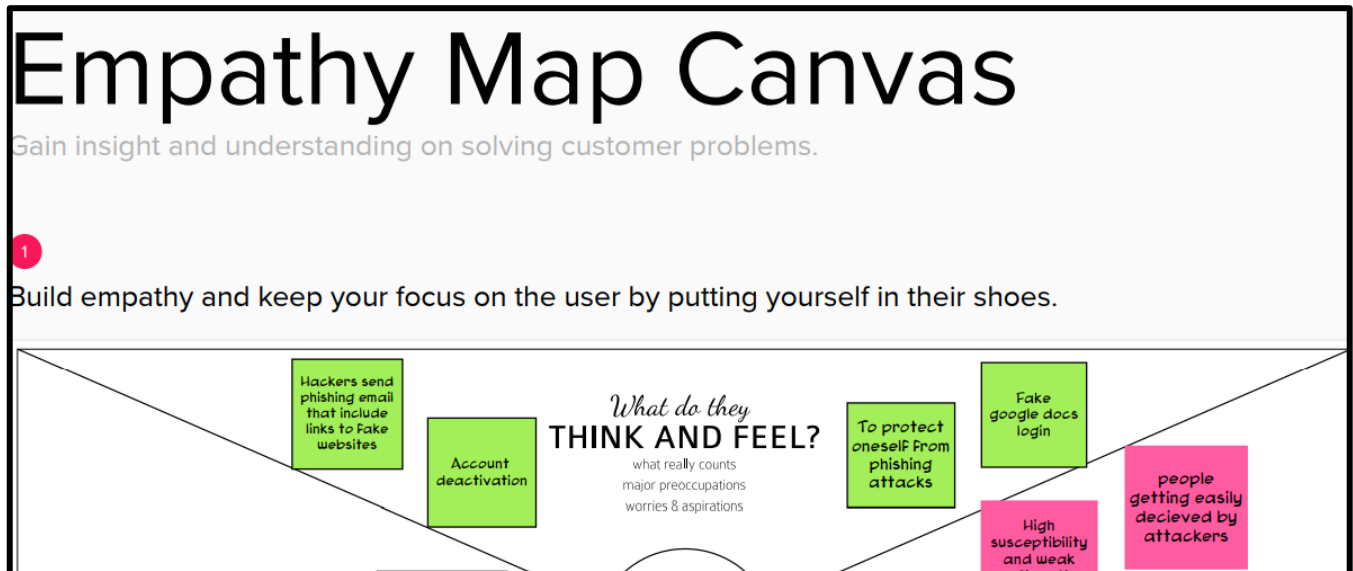 Empathy Map Canvas
Gain insight and understanding on solving customer problems.
1
Build empathy and keep your focus on the user by putting yourself in their shoes.
Hackers send
phishing email
that include
links to fake
websites
Account
deactivation
What do they
THINK AND FEEL?
what really counts
major preoccupations
worries & aspirations
To protect
oneself from
phishing
attacks
Fake
google docs
login
people
getting easily
decieved by
attackers
High
susceptibility
and weak